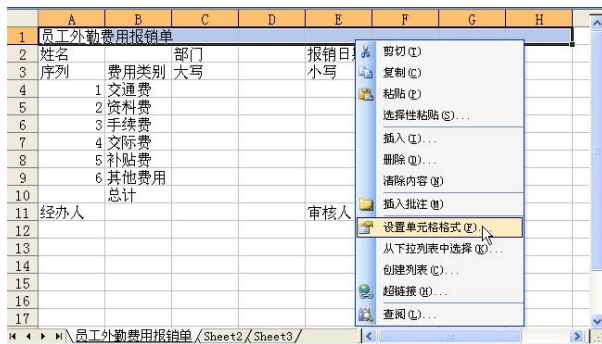 A B C D E F G H
1 员工外勤费用报销单
2 姓名 部门 报销日
3 序列 费用类别 大写 小写
4 1 交通费
5 2 资料费
6 3 手续费
7 4 交际费
8 5 补贴费
9 6 其他费用
10 总计
11 经办人 审核人
12
13
14
15
16
17
剪切(T)
复制(C)
粘贴(P)
选择性粘贴(S)...
插入(I)...
删除(D)...
清除内容(N)
插入批注(M)
设置单元格格式(F)...
从下拉列表中选择(K)...
创建列表(C)...
超链接(H)...
查阅(L)...
员工外勤费用报销单 / Sheet2 / Sheet3 /